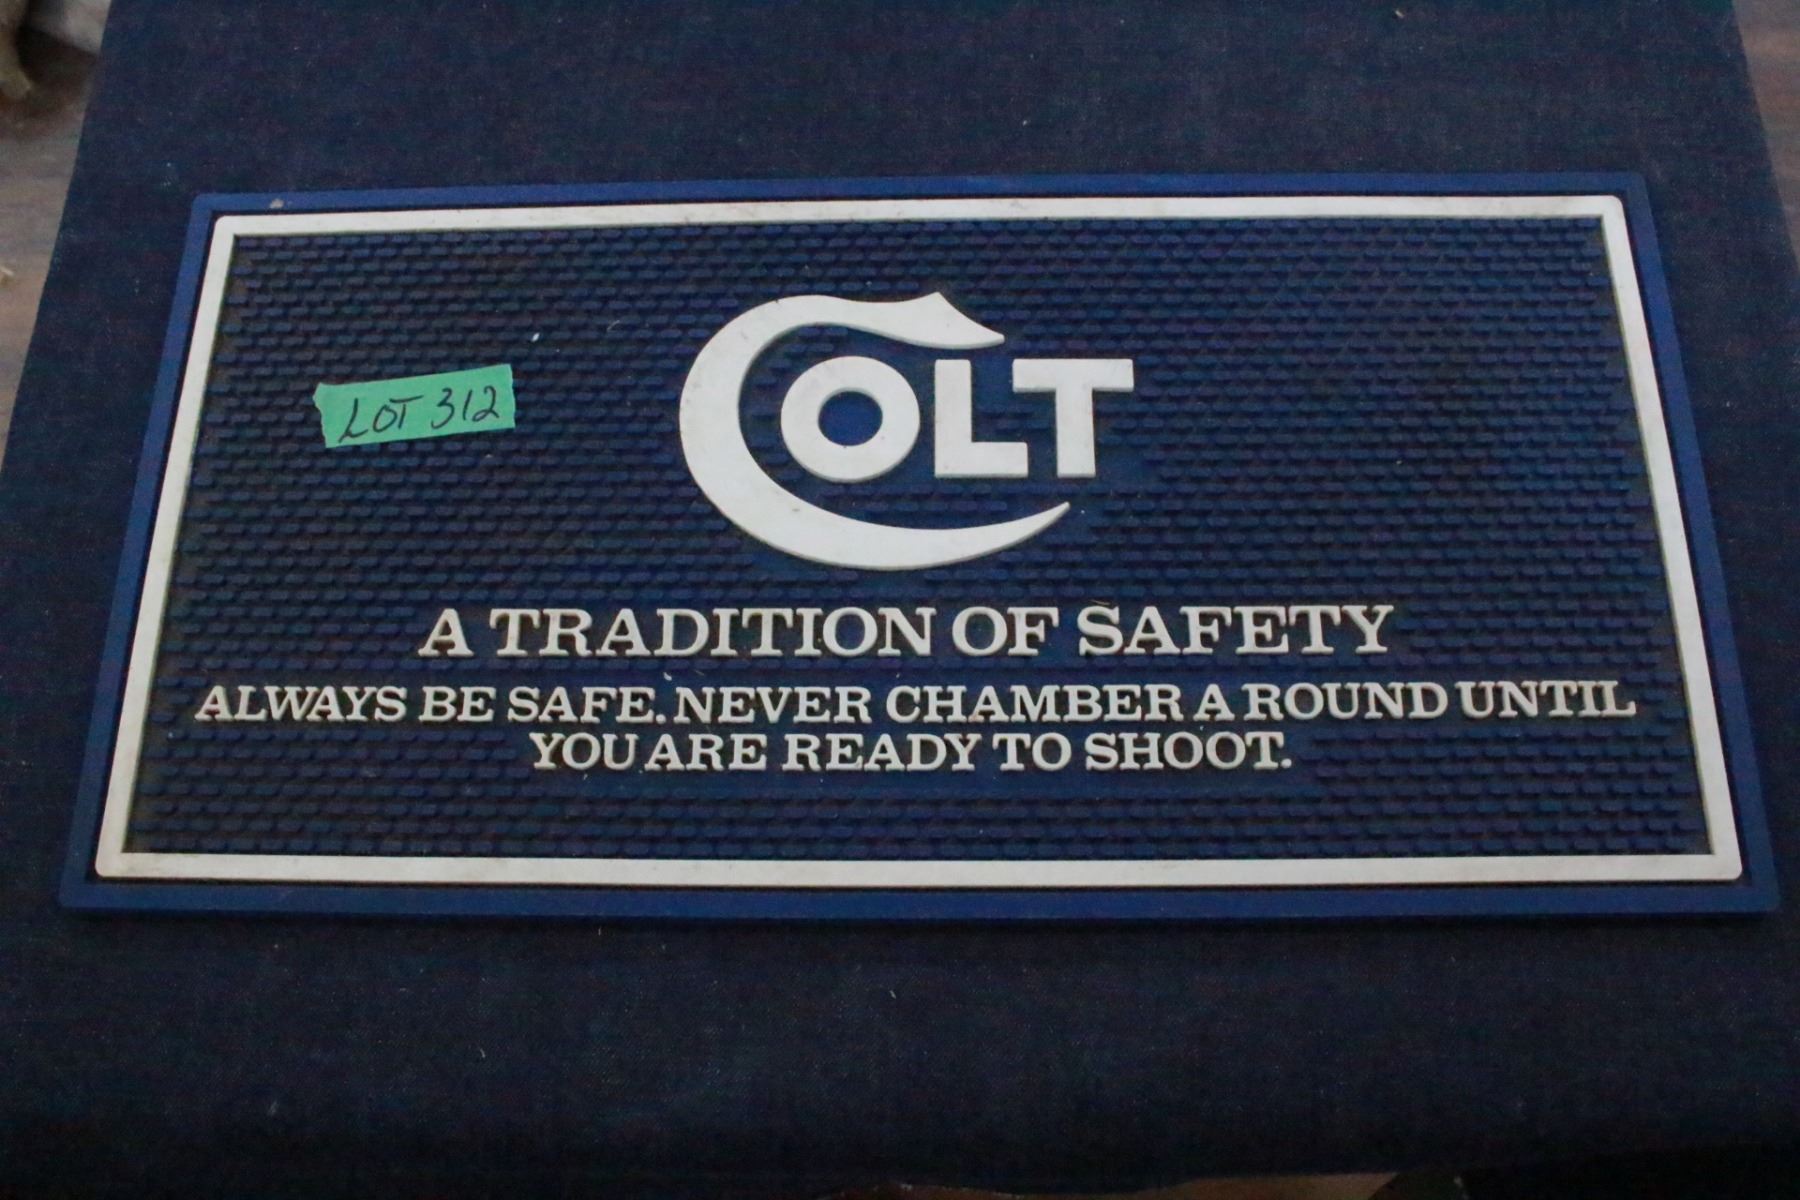 COLT
LOT 312
A TRADITION OF SAFETY
ALWAYS BE SAFE. NEVER CHAMBER A ROUND UNTIL
YOU ARE READY TO SHOOT.